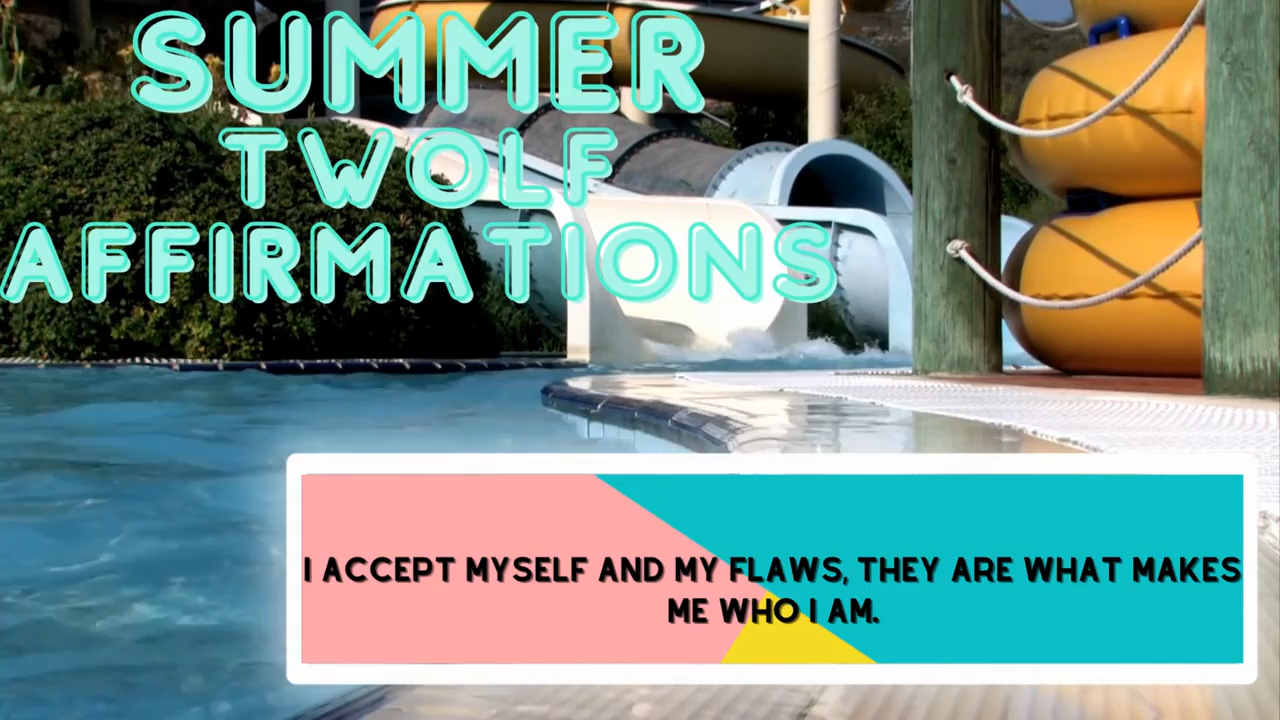 SUMMER
TWOLF
AFFIRMATIONS
I ACCEPT MYSELF AND MY FLAWS, THEY ARE WHAT MAKES
ME WHO I AM.